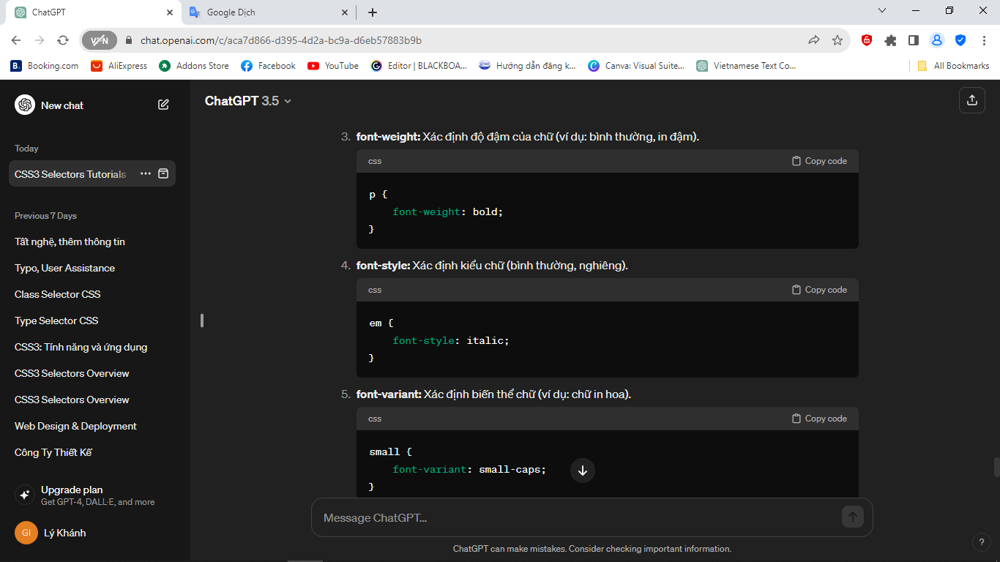 ChatGPT
Google Dịch
VPN
chat.openai.com/c/aca7d866-d395-4d2a-bc9a-d6eb57883b9b
B. Booking.com
AliExpress
Addons Store
Facebook
YouTube
Editor | BLACKBOA...
Hướng dẫn đăng k...
Canva: Visual Suite...
Vietnamese Text Co...
All Bookmarks
New chat
Today
CSS3 Selectors Tutorials
Previous 7 Days
Tất nghệ, thêm thông tin
Typo, User Assistance
Class Selector CSS
Type Selector CSS
CSS3: Tính năng và ứng dụng
CSS3 Selectors Overview
CSS3 Selectors Overview
Web Design & Deployment
Công Ty Thiết Kế
Upgrade plan
Get GPT-4, DALL·E, and more
GI
Lý Khánh
ChatGPT 3.5
3. font-weight: Xác định độ đậm của chữ (ví dụ: bình thường, in đậm).
css
Copy code
p {
font-weight: bold;
}
4. font-style: Xác định kiểu chữ (bình thường, nghiêng).
css
Copy code
em {
font-style: italic;
}
5. font-variant: Xác định biến thể chữ (ví dụ: chữ in hoa).
css
Copy code
small {
font-variant: small-caps;
}
Message ChatGPT...
ChatGPT can make mistakes. Consider checking important information.
?